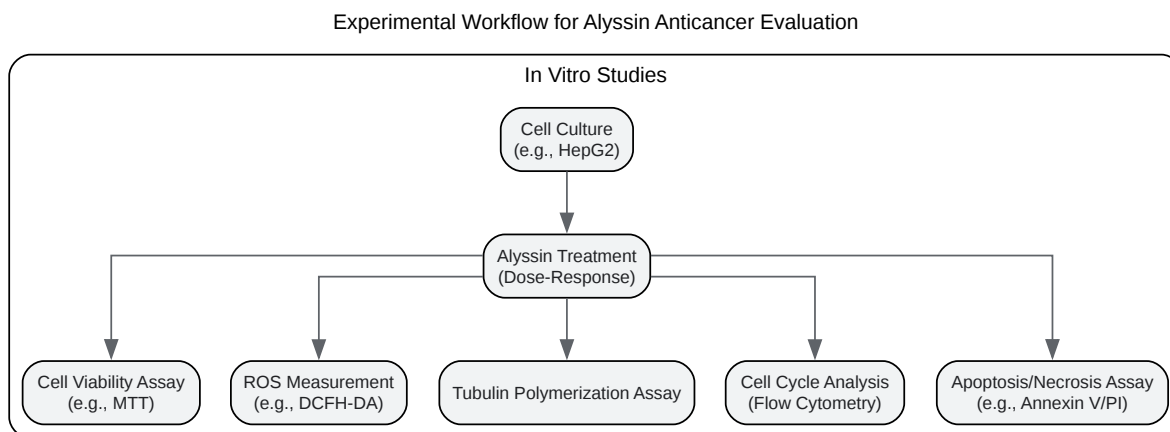 Experimental Workflow for Alyssin Anticancer Evaluation
In Vitro Studies
Cell Culture
(e.g., HepG2)
Alyssin Treatment
(Dose-Response)
Cell Viability Assay
(e.g., MTT)
ROS Measurement
(e.g., DCFH-DA)
Tubulin Polymerization Assay
Cell Cycle Analysis
(Flow Cytometry)
Apoptosis/Necrosis Assay
(e.g., Annexin V/PI)